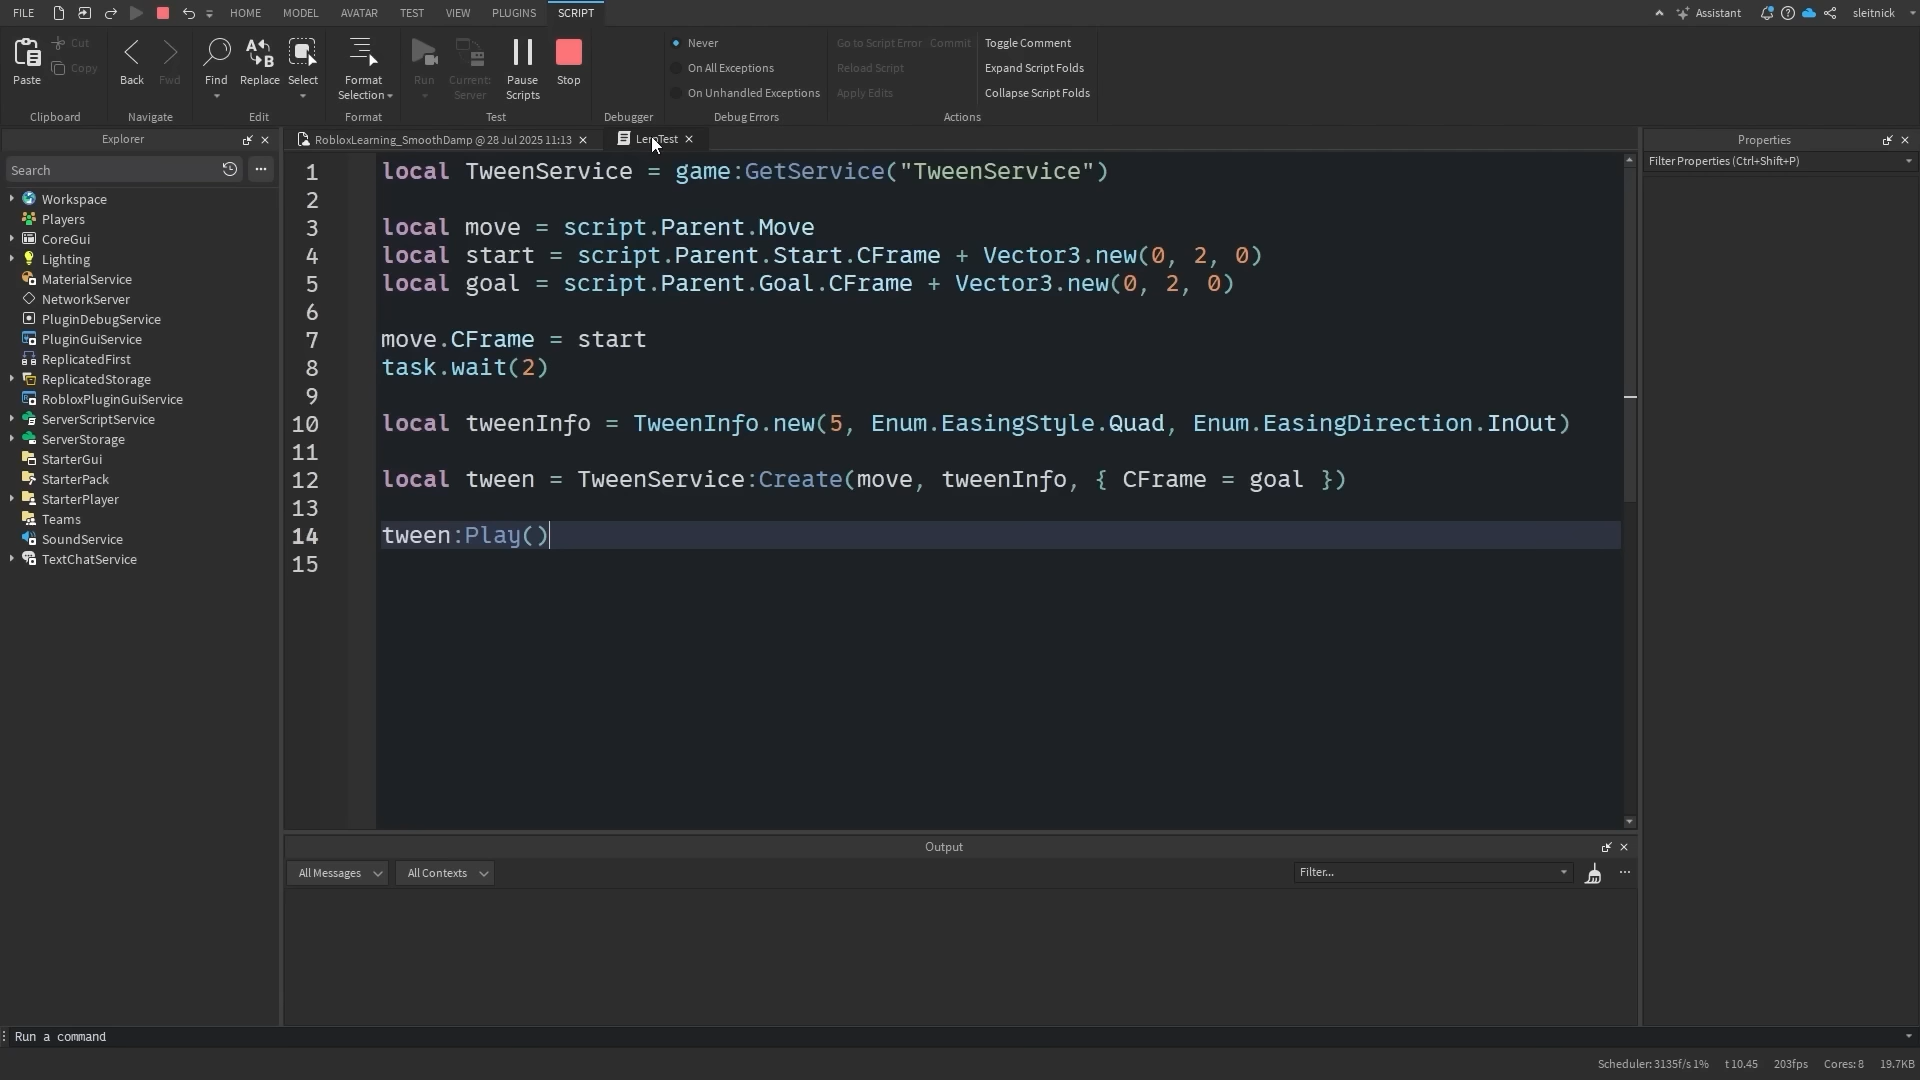 FILE HOME MODEL AVATAR TEST VIEW PLUGINS SCRIPT Assistant sleitnick
Paste
Cut
Copy
Clipboard
Back Fwd
Navigate
Find Replace Select
Edit
Format
Selection
Format
Run Current: Server Pause Scripts Stop
Test
Debugger
Never
On All Exceptions
On Unhandled Exceptions
Debug Errors
Go to Script Error Commit
Reload Script
Apply Edits
Toggle Comment
Expand Script Folds
Collapse Script Folds
Actions
Explorer
Search
Workspace
Players
CoreGui
Lighting
MaterialService
NetworkServer
PluginDebugService
PluginGuiService
ReplicatedFirst
ReplicatedStorage
RobloxPluginGuiService
ServerScriptService
ServerStorage
StarterGui
StarterPack
StarterPlayer
Teams
SoundService
TextChatService
RobloxLearning_SmoothDamp @ 28 Jul 2025 11:13
LerpTest
1 local TweenService = game:GetService("TweenService")
2
3 local move = script.Parent.Move
4 local start = script.Parent.Start.CFrame + Vector3.new(0, 2, 0)
5 local goal = script.Parent.Goal.CFrame + Vector3.new(0, 2, 0)
6
7 move.CFrame = start
8 task.wait(2)
9
10 local tweenInfo = TweenInfo.new(5, Enum.EasingStyle.Quad, Enum.EasingDirection.InOut)
11
12 local tween = TweenService:Create(move, tweenInfo, { CFrame = goal })
13
14 tween:Play()
15
Output
All Messages All Contexts Filter...
Properties
Filter Properties (Ctrl+Shift+P)
Run a command
Scheduler: 3135f/s 1% t 10.45 203fps Cores: 8 19.7KB